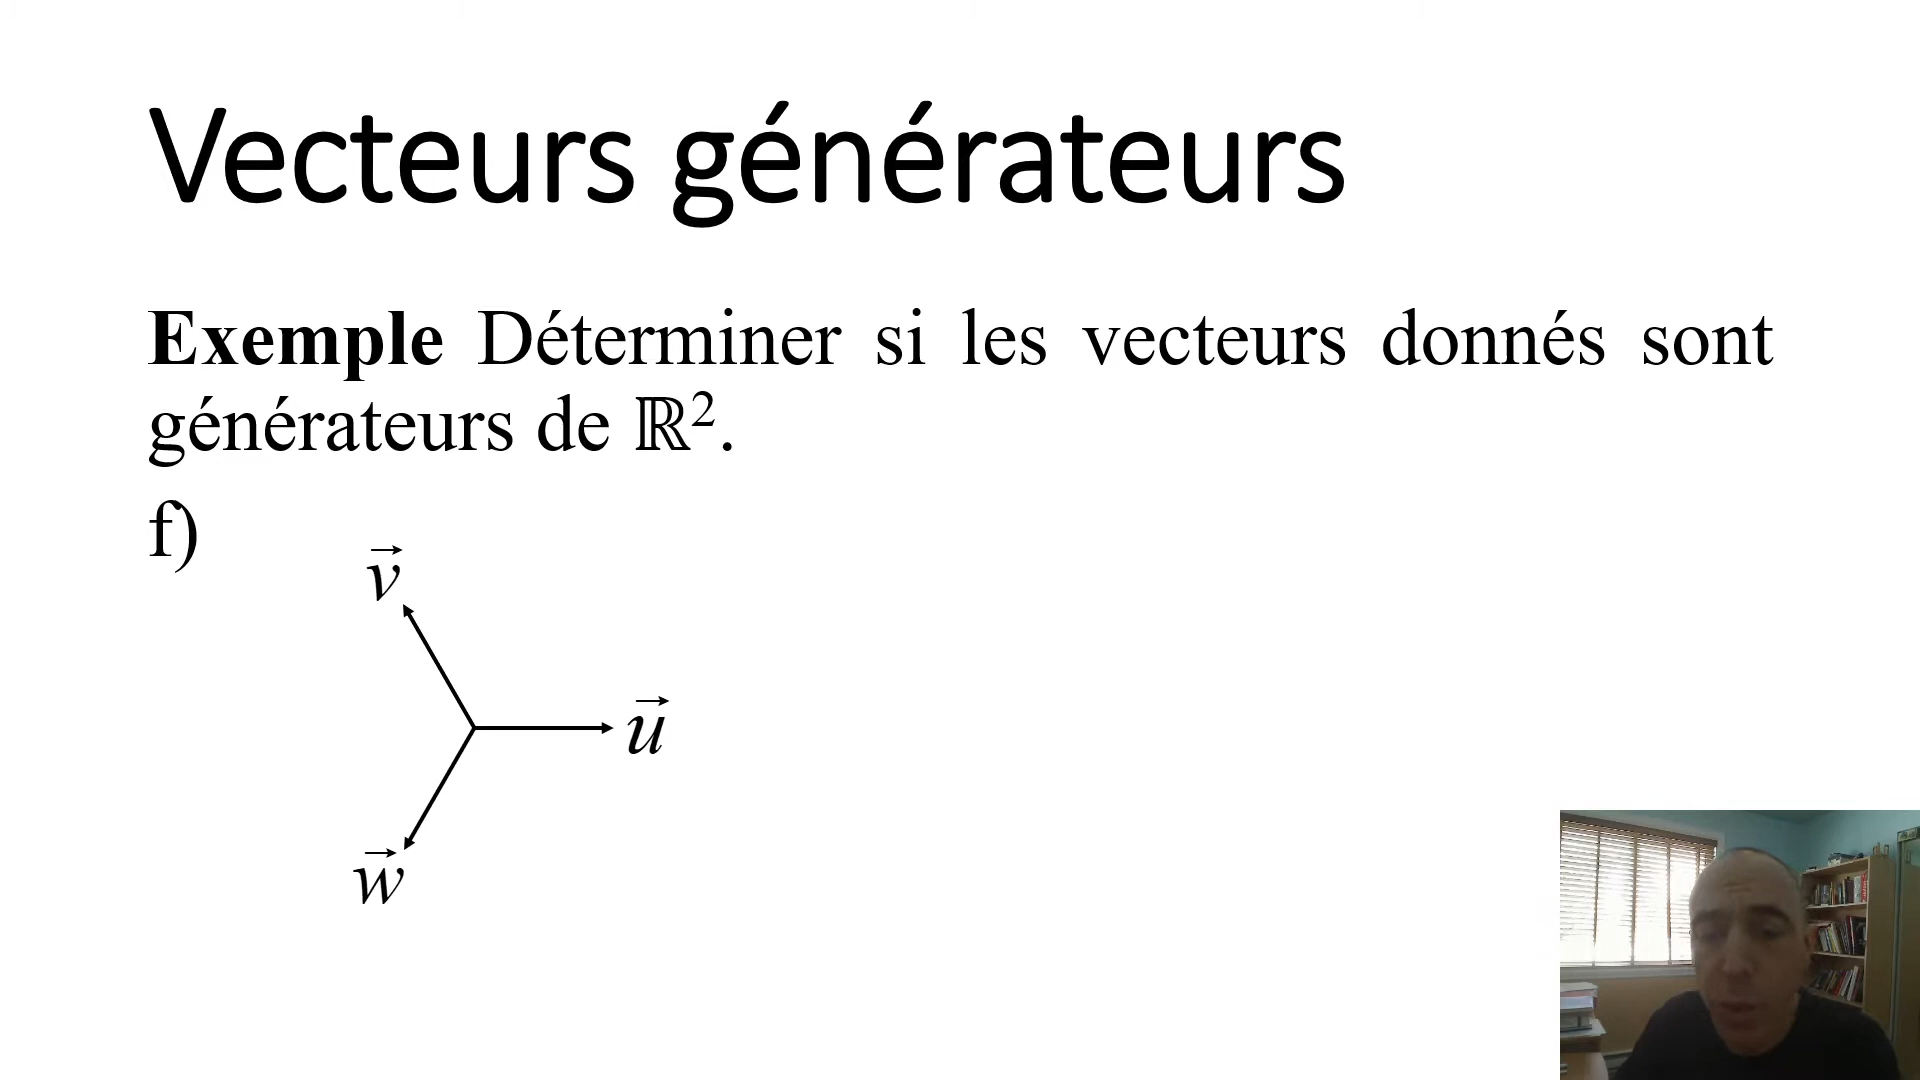 Vecteurs générateurs
Exemple Déterminer si les vecteurs donnés sont
générateurs de ℝ².
f)
v⃗
u⃗
w⃗